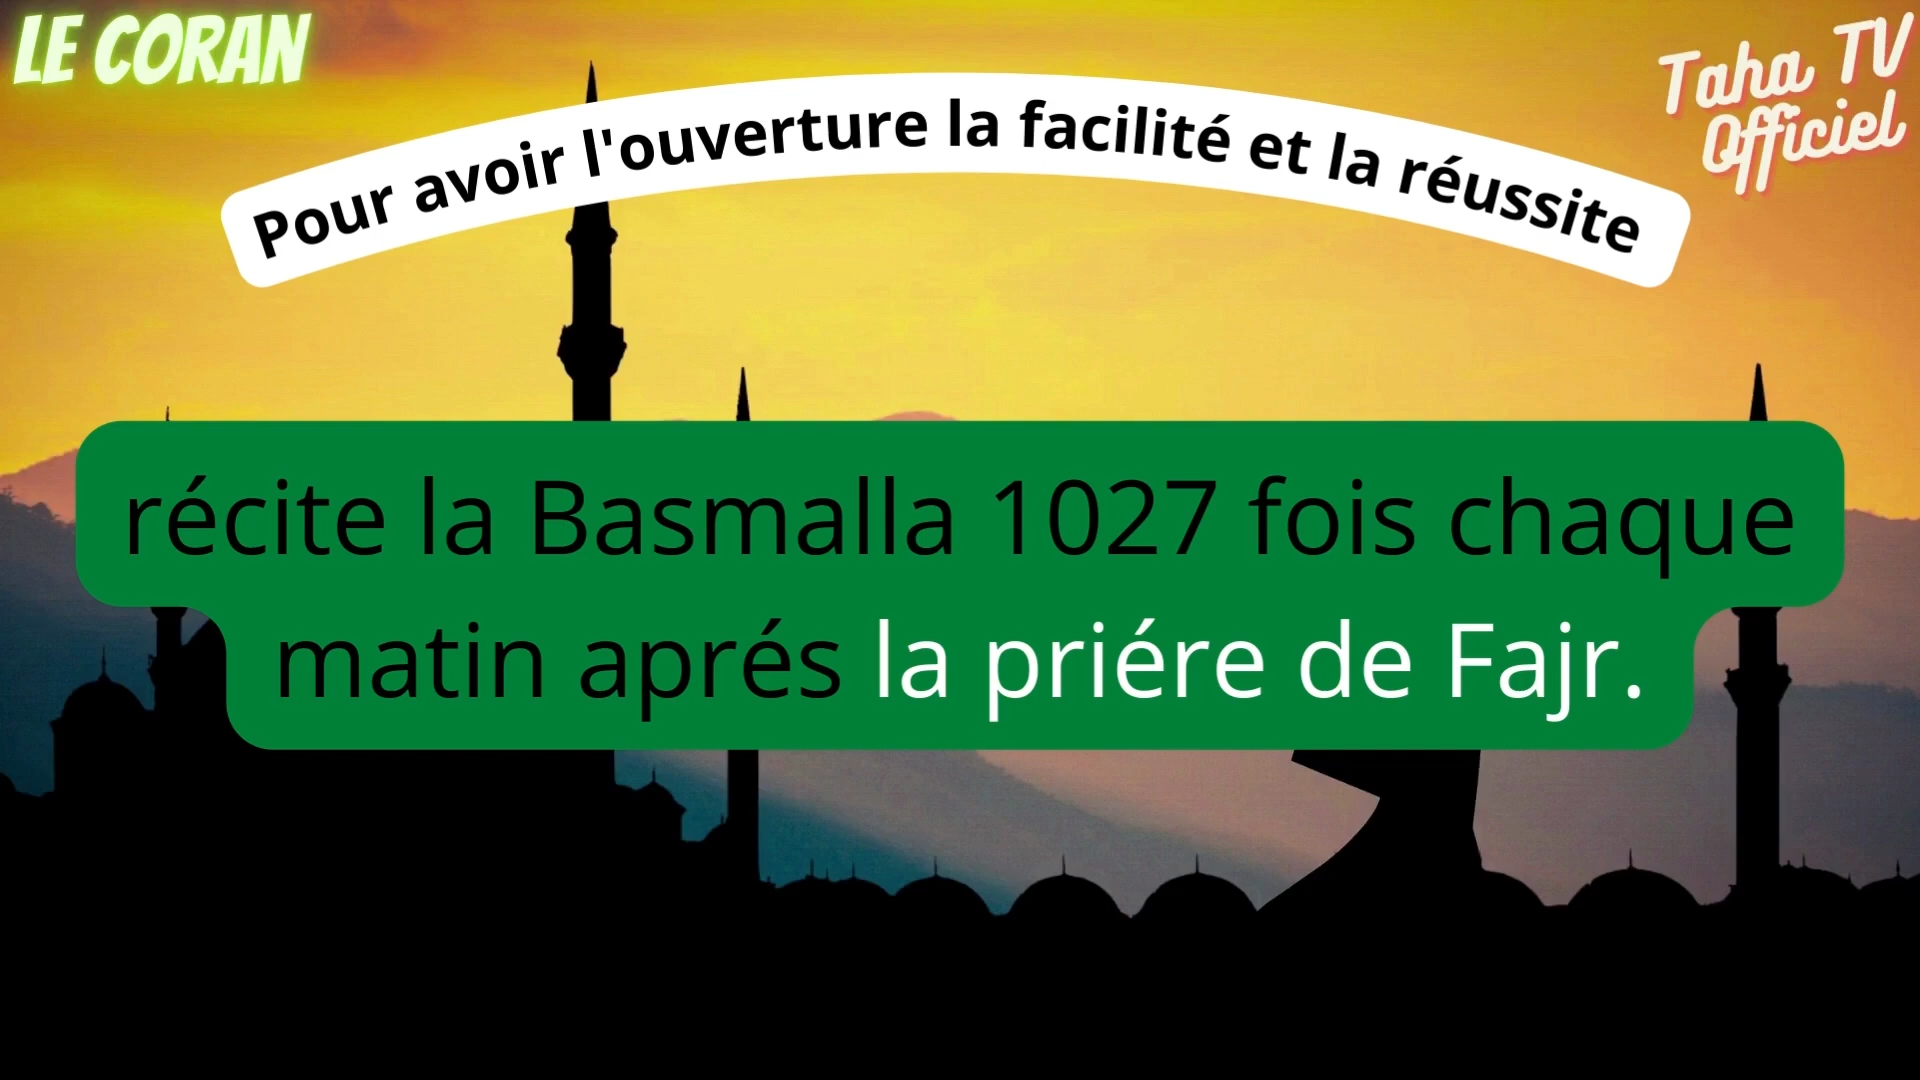 LE CORAN
Taha TV
Officiel
Pour avoir l'ouverture la facilité et la réussite
récite la Basmalla 1027 fois chaque
matin aprés la priére de Fajr.